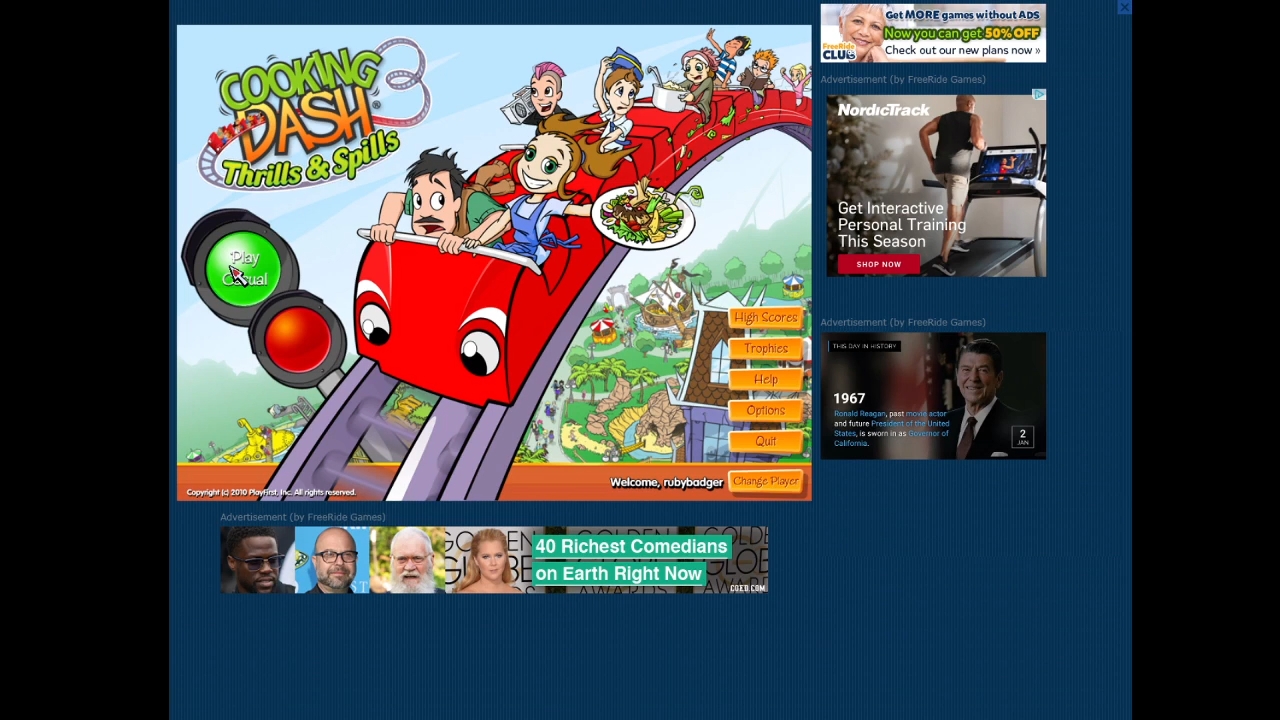 COOKING
DASH®
3
Thrills & Spills
Play
Casual
High Scores
Trophies
Help
Options
Quit
Copyright (c) 2010 PlayFirst, Inc. All rights reserved.
Welcome, rubybadger
Change Player
Get MORE games without ADS
Now you can get 50% OFF
FreeRide
CLUB
Check out our new plans now »
Advertisement (by FreeRide Games)
NordicTrack
Get Interactive
Personal Training
This Season
SHOP NOW
Advertisement (by FreeRide Games)
THIS DAY IN HISTORY
1967
Ronald Reagan, past movie actor
and future President of the United
States, is sworn in as Governor of
California.
2
JAN
Advertisement (by FreeRide Games)
40 Richest Comedians
on Earth Right Now
COED.COM